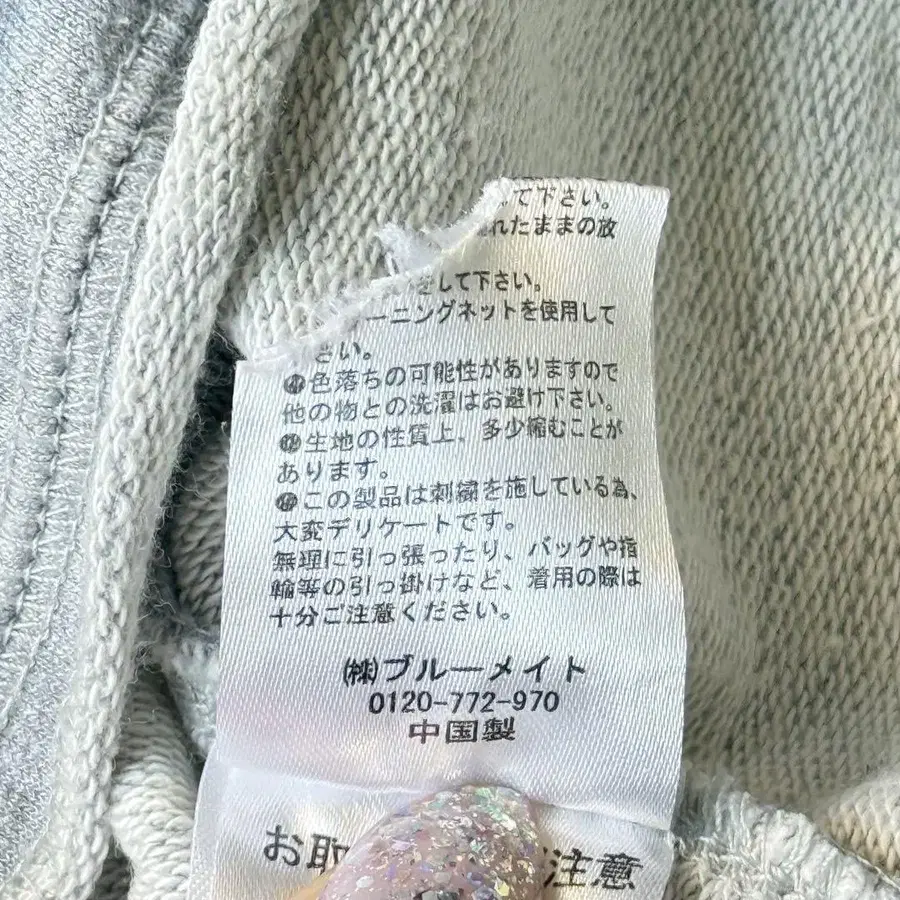 て下さい。
れたままの放
をして下さい。
ーニングネットを使用して
さい。
色落ちの可能性がありますので
他の物との洗濯はお避け下さい。
生地の性質上、多少縮むことが
あります。
この製品は刺繍を施している為、
大変デリケートです。
無理に引っ張ったり、バッグや指
輪等の引っ掛けなど、着用の際は
十分ご注意ください。
㈱ブルーメイト
0120-772-970
中国製
お取 注意